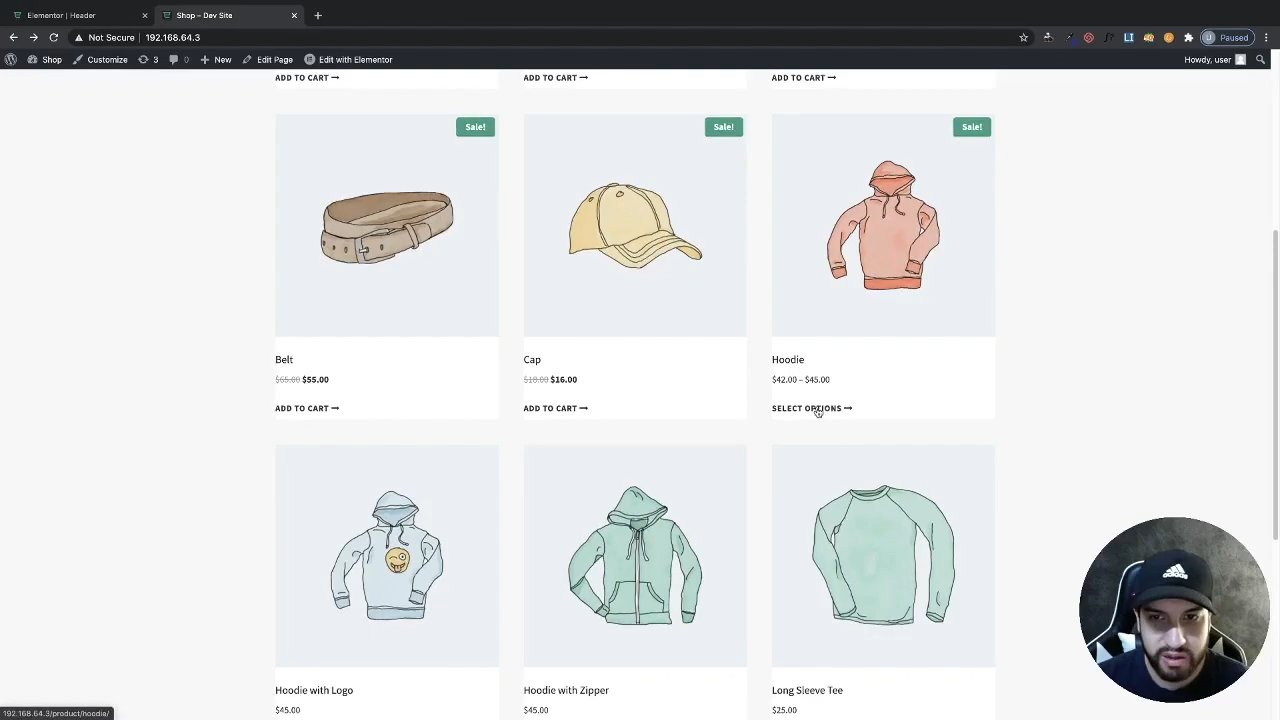 Elementor | Header
Shop – Dev Site
Not Secure | 192.168.64.3
Paused
Shop
Customize
3
0
New
Edit Page
Edit with Elementor
Howdy, user
ADD TO CART
ADD TO CART
ADD TO CART
Sale!
Sale!
Sale!
Belt
Cap
Hoodie
$65.00 $55.00
$18.00 $16.00
$42.00 – $45.00
ADD TO CART
ADD TO CART
SELECT OPTIONS
Hoodie with Logo
Hoodie with Zipper
Long Sleeve Tee
$45.00
$45.00
$25.00
adidas
192.168.64.3/product/hoodie/